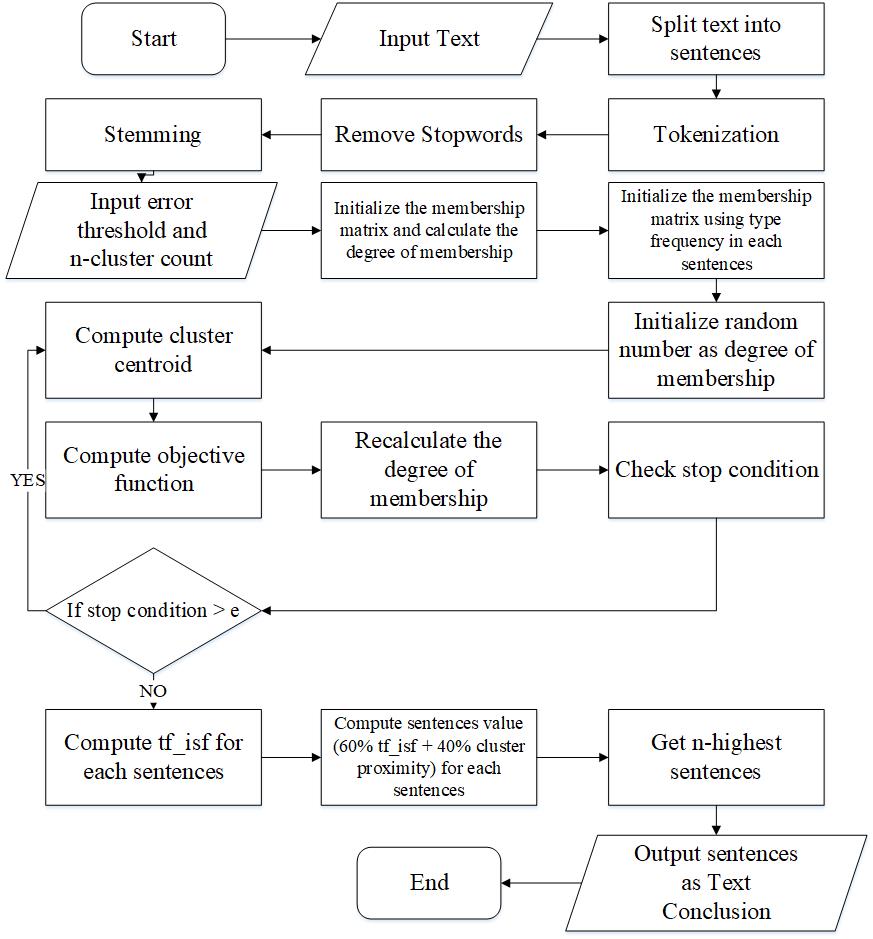 Start
Input Text
Split text into
sentences
Stemming
Remove Stopwords
Tokenization
Input error
threshold and
n-cluster count
Initialize the membership
matrix and calculate the
degree of membership
Initialize the membership
matrix using type
frequency in each
sentences
Compute cluster
centroid
Initialize random
number as degree of
membership
YES
Compute objective
function
Recalculate the
degree of
membership
Check stop condition
If stop condition > e
NO
Compute tf_isf for
each sentences
Compute sentences value
(60% tf_isf + 40% cluster
proximity) for each
sentences
Get n-highest
sentences
End
Output sentences
as Text
Conclusion